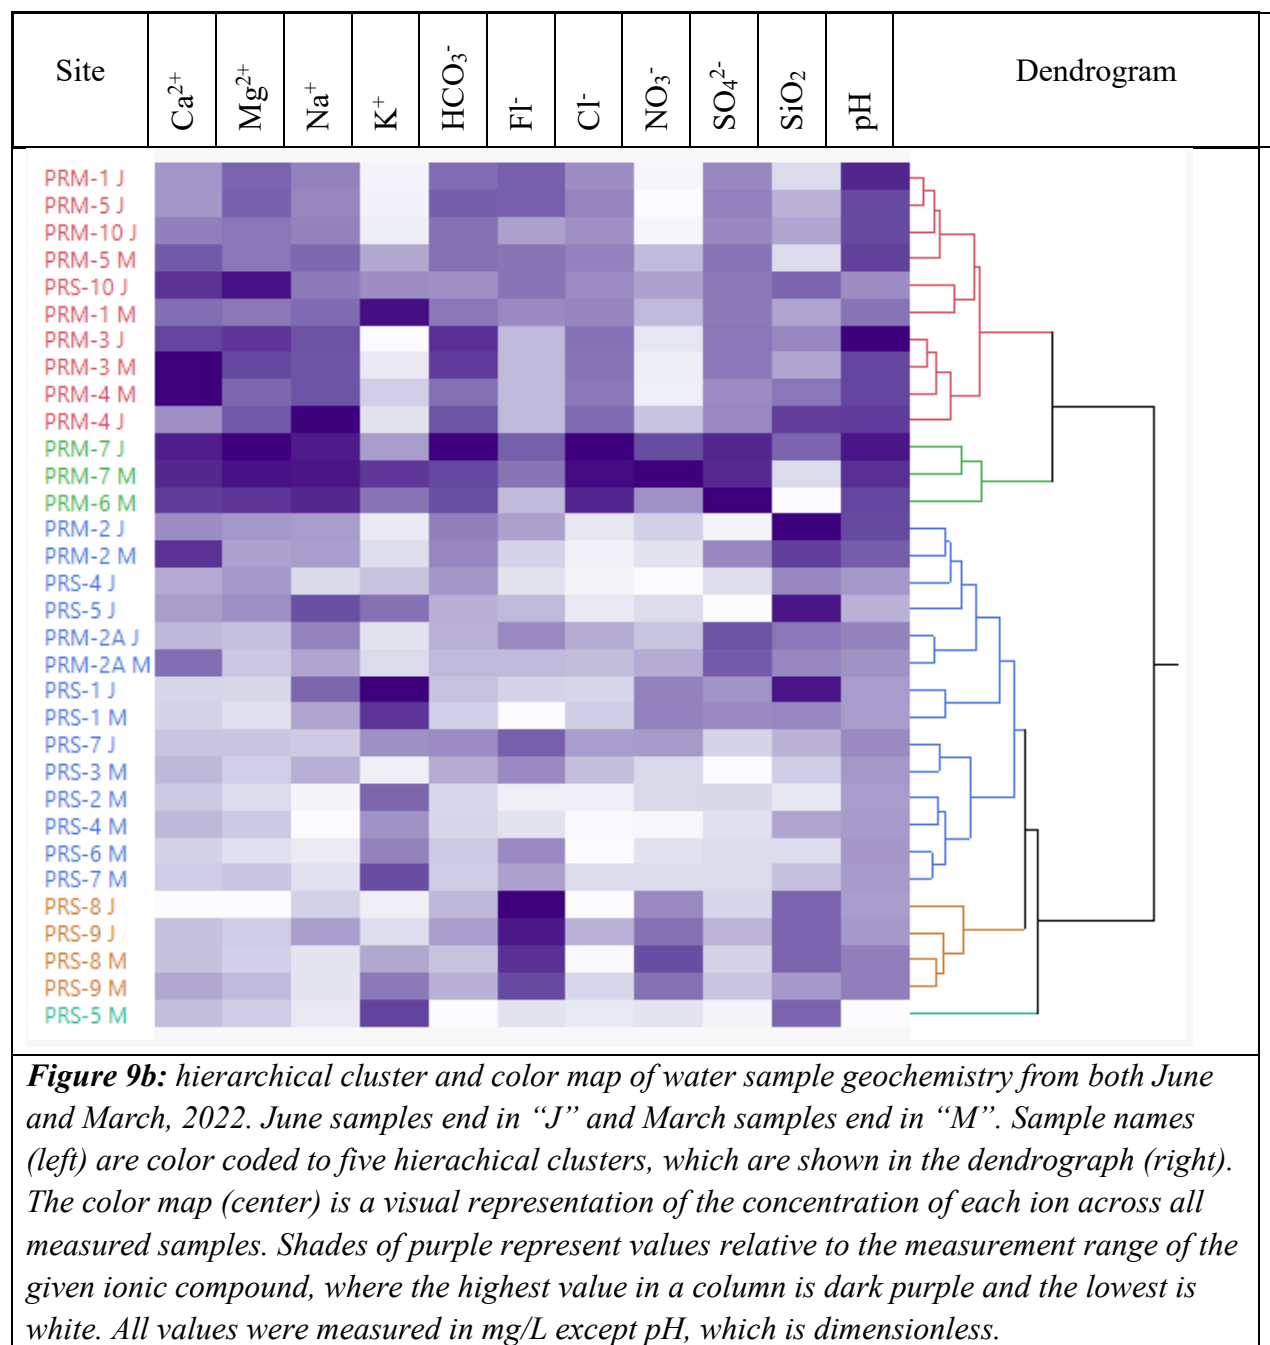 Site Ca²⁺ Mg²⁺ Na⁺ K⁺ HCO₃⁻ Fl⁻ Cl⁻ NO₃⁻ SO₄²⁻ SiO₂ pH Dendrogram
PRM-1 J
PRM-5 J
PRM-10 J
PRM-5 M
PRS-10 J
PRM-1 M
PRM-3 J
PRM-3 M
PRM-4 M
PRM-4 J
PRM-7 J
PRM-7 M
PRM-6 M
PRM-2 J
PRM-2 M
PRS-4 J
PRS-5 J
PRM-2A J
PRM-2A M
PRS-1 J
PRS-1 M
PRS-7 J
PRS-3 M
PRS-2 M
PRS-4 M
PRS-6 M
PRS-7 M
PRS-8 J
PRS-9 J
PRS-8 M
PRS-9 M
PRS-5 M
Figure 9b: hierarchical cluster and color map of water sample geochemistry from both June
and March, 2022. June samples end in “J” and March samples end in “M”. Sample names
(left) are color coded to five hierachical clusters, which are shown in the dendrograph (right).
The color map (center) is a visual representation of the concentration of each ion across all
measured samples. Shades of purple represent values relative to the measurement range of the
given ionic compound, where the highest value in a column is dark purple and the lowest is
white. All values were measured in mg/L except pH, which is dimensionless.